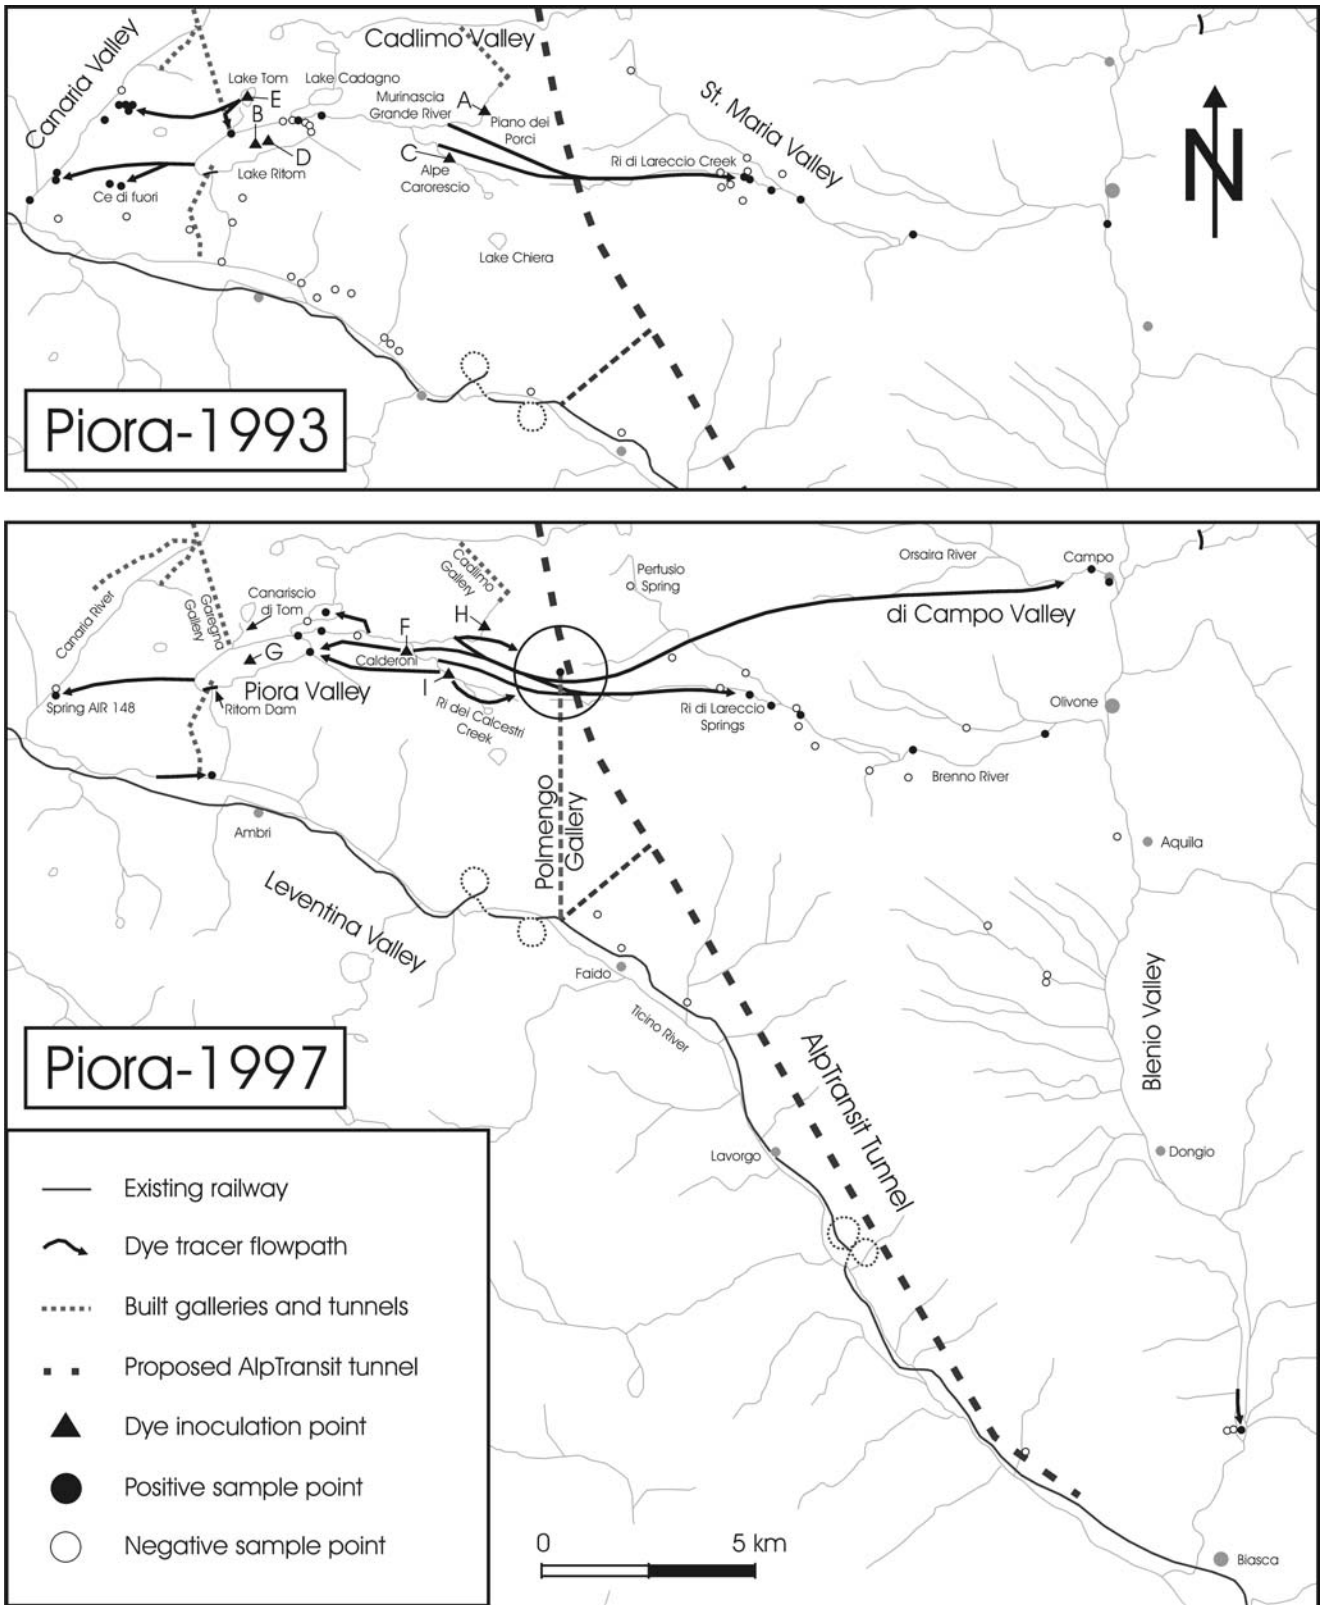 Canaria Valley
Cadlimo Valley
Lake Tom
Lake Cadagno
E
B
D
Murinascia
Grande River
A
Piano dei
Porci
St. Maria Valley
N
C
Alpe
Carorescio
Ri di Lareccio Creek
Lake Ritom
Ce di fuori
Lake Chiera
Piora-1993
Orsaira River
Campo
Pertusio
Spring
Cadlimo
Gallery
Canaria River
Garegna
Gallery
Canariscio
di Tom
H
F
di Campo Valley
G
Calderoni
I
Piora Valley
Spring AIR 148
Ritom Dam
Ri dei Calcestri
Creek
Ri di Lareccio
Springs
Olivone
Brenno River
Polmengo
Gallery
Ambri
Aquila
Leventina Valley
Faido
Ticino River
Blenio Valley
AlpTransit Tunnel
Piora-1997
Lavorgo
Dongio
Existing railway
Dye tracer flowpath
Built galleries and tunnels
Proposed AlpTransit tunnel
Dye inoculation point
Positive sample point
Negative sample point
0 5 km
Biasca